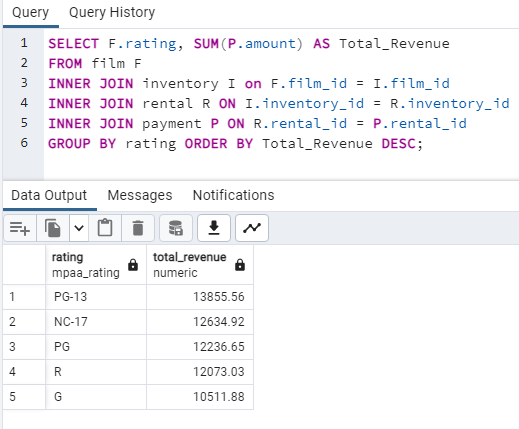 Query Query History
1 SELECT F.rating, SUM(P.amount) AS Total_Revenue
2 FROM film F
3 INNER JOIN inventory I on F.film_id = I.film_id
4 INNER JOIN rental R ON I.inventory_id = R.inventory_id
5 INNER JOIN payment P ON R.rental_id = P.rental_id
6 GROUP BY rating ORDER BY Total_Revenue DESC;
Data Output Messages Notifications
rating total_revenue
mpaa_rating numeric
1 PG-13 13855.56
2 NC-17 12634.92
3 PG 12236.65
4 R 12073.03
5 G 10511.88